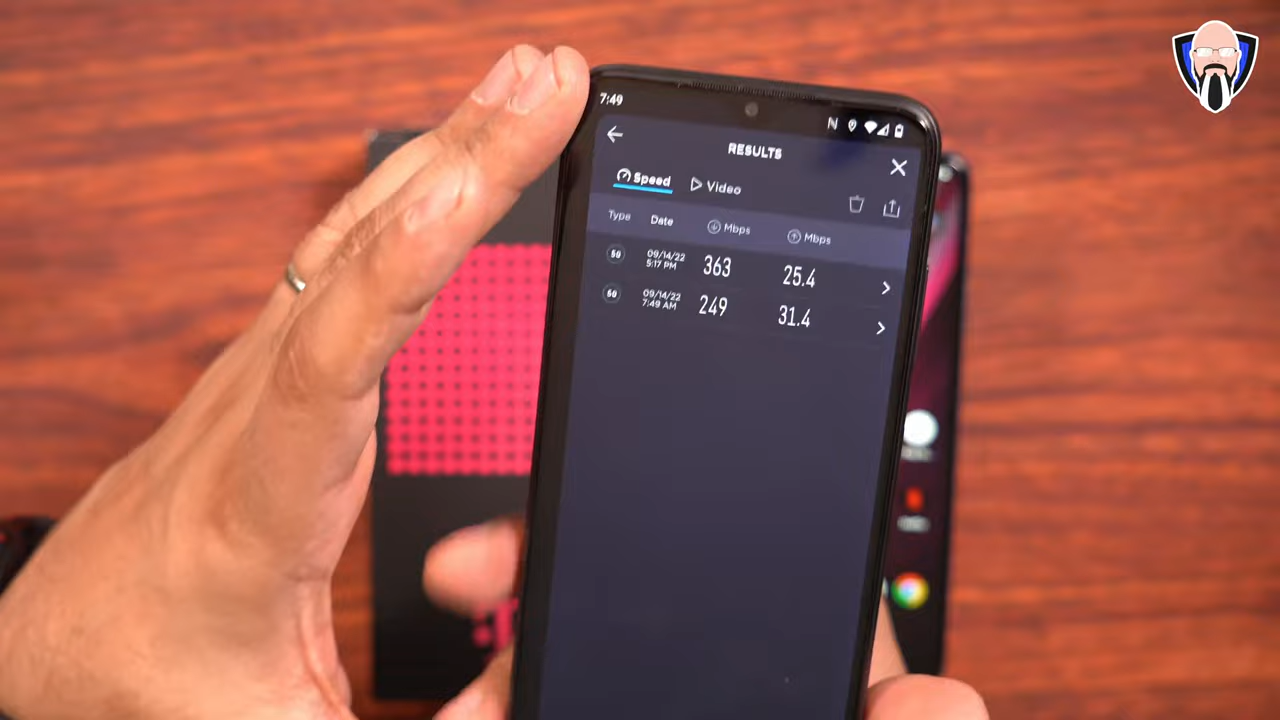 7:49
RESULTS
Speed Video
Type Date Mbps Mbps
5G 09/14/22 5:17 PM 363 25.4
5G 09/14/22 7:49 AM 249 31.4